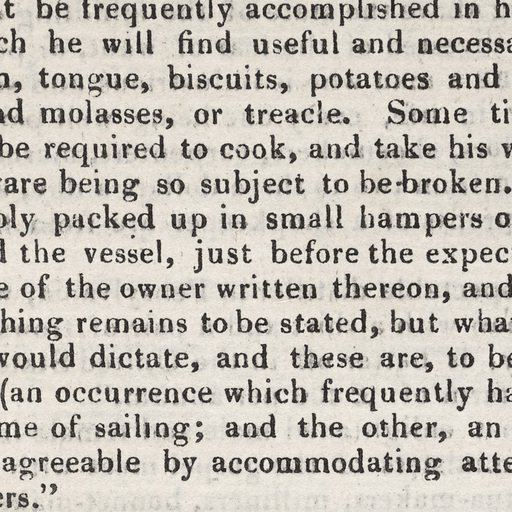 t be frequently accomplished in h
ch he will find useful and necessa
n, tongue, biscuits, potatoes and
nd molasses, or treacle. Some ti
be required to cook, and take his w
are being so subject to be-broken.
ply packed up in small hampers o
d the vessel, just before the expec
e of the owner written thereon, and
hing remains to be stated, but wha
would dictate, and these are, to be
(an occurrence which frequently ha
me of sailing; and the other, an
agreeable by accommodating atte
ers.”